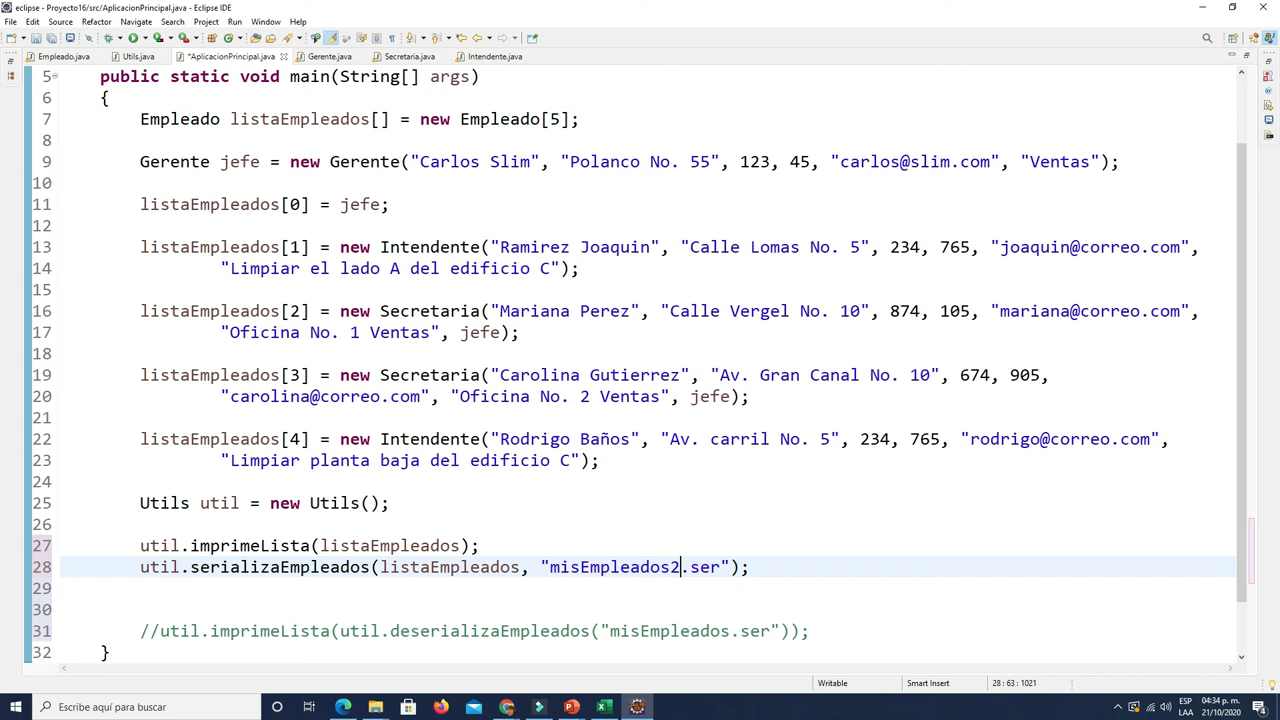 eclipse - Proyecto16/src/AplicacionPrincipal.java - Eclipse IDE
File Edit Source Refactor Navigate Search Project Run Window Help
Empleado.java Utils.java *AplicacionPrincipal.java Gerente.java Secretaria.java Intendente.java
5 public static void main(String[] args)
6 {
7 Empleado listaEmpleados[] = new Empleado[5];
8
9 Gerente jefe = new Gerente("Carlos Slim", "Polanco No. 55", 123, 45, "carlos@slim.com", "Ventas");
10
11 listaEmpleados[0] = jefe;
12
13 listaEmpleados[1] = new Intendente("Ramirez Joaquin", "Calle Lomas No. 5", 234, 765, "joaquin@correo.com",
14 "Limpiar el lado A del edificio C");
15
16 listaEmpleados[2] = new Secretaria("Mariana Perez", "Calle Vergel No. 10", 874, 105, "mariana@correo.com",
17 "Oficina No. 1 Ventas", jefe);
18
19 listaEmpleados[3] = new Secretaria("Carolina Gutierrez", "Av. Gran Canal No. 10", 674, 905,
20 "carolina@correo.com", "Oficina No. 2 Ventas", jefe);
21
22 listaEmpleados[4] = new Intendente("Rodrigo Baños", "Av. carril No. 5", 234, 765, "rodrigo@correo.com",
23 "Limpiar planta baja del edificio C");
24
25 Utils util = new Utils();
26
27 util.imprimeLista(listaEmpleados);
28 util.serializaEmpleados(listaEmpleados, "misEmpleados2.ser");
29
30
31 //util.imprimeLista(util.deserializaEmpleados("misEmpleados.ser"));
32 }
Writable Smart Insert 28 : 63 : 1021
Escribe aquí para buscar
ESP 04:34 p. m.
LAA 21/10/2020
4